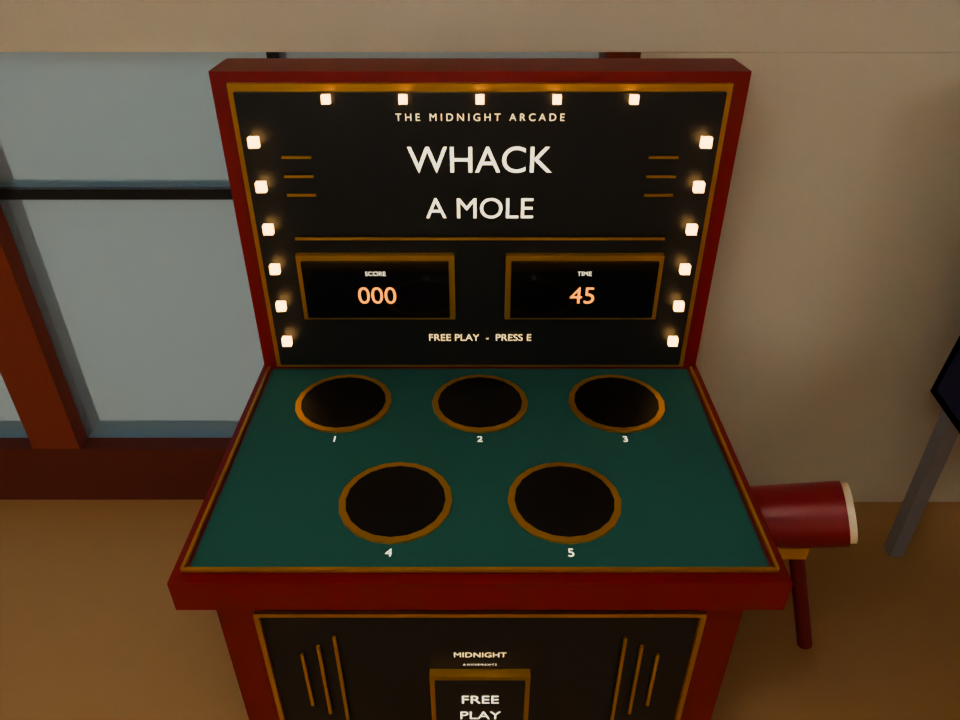 THE MIDNIGHT ARCADE
WHACK
A MOLE
SCORE
TIME
000
45
FREE PLAY - PRESS E
1
2
3
4
5
MIDNIGHT
FREE
PLAY